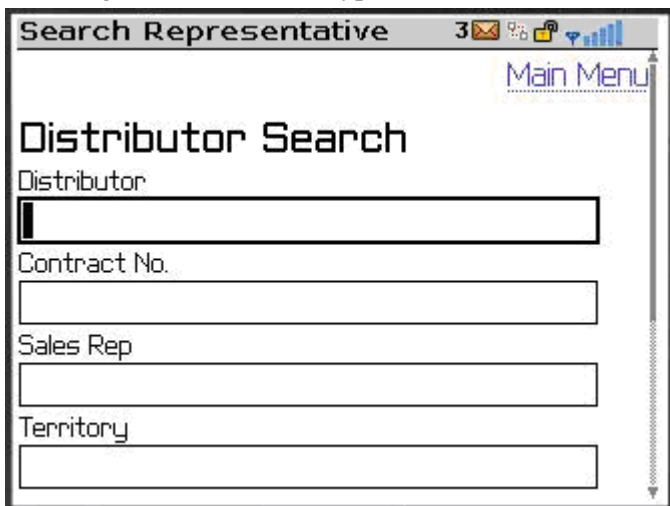 Search Representative 3
Main Menu
Distributor Search
Distributor
Contract No.
Sales Rep
Territory